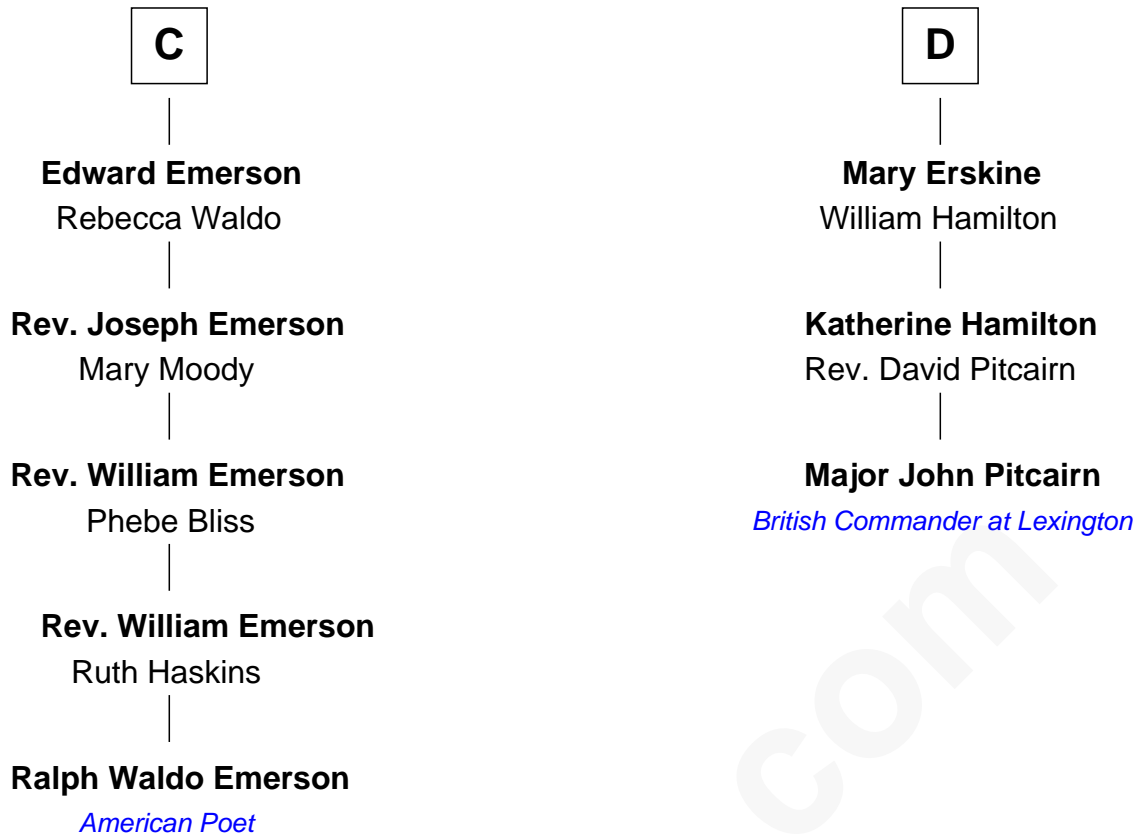 C
Edward Emerson
Rebecca Waldo
Rev. Joseph Emerson
Mary Moody
Rev. William Emerson
Phebe Bliss
Rev. William Emerson
Ruth Haskins
Ralph Waldo Emerson
American Poet
D
Mary Erskine
William Hamilton
Katherine Hamilton
Rev. David Pitcairn
Major John Pitcairn
British Commander at Lexington
com